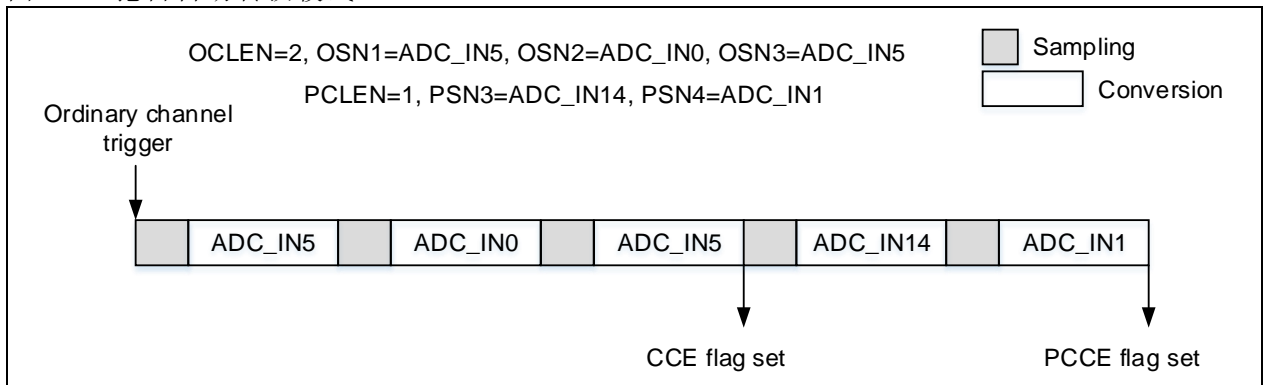 OCLEN=2, OSN1=ADC_IN5, OSN2=ADC_IN0, OSN3=ADC_IN5
PCLEN=1, PSN3=ADC_IN14, PSN4=ADC_IN1
Sampling
Conversion
Ordinary channel
trigger
ADC_IN5
ADC_IN0
ADC_IN5
ADC_IN14
ADC_IN1
CCE flag set
PCCE flag set